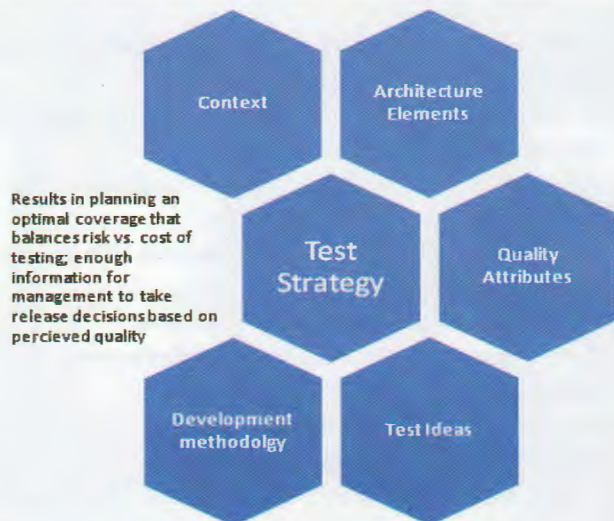 Context
Architecture
Elements
Results in planning an
optimal coverage that
balances risk vs. cost of
testing; enough
information for
management to take
release decisions based on
percieved quality
Test
Strategy
Quality
Attributes
Development
methodolgy
Test Ideas